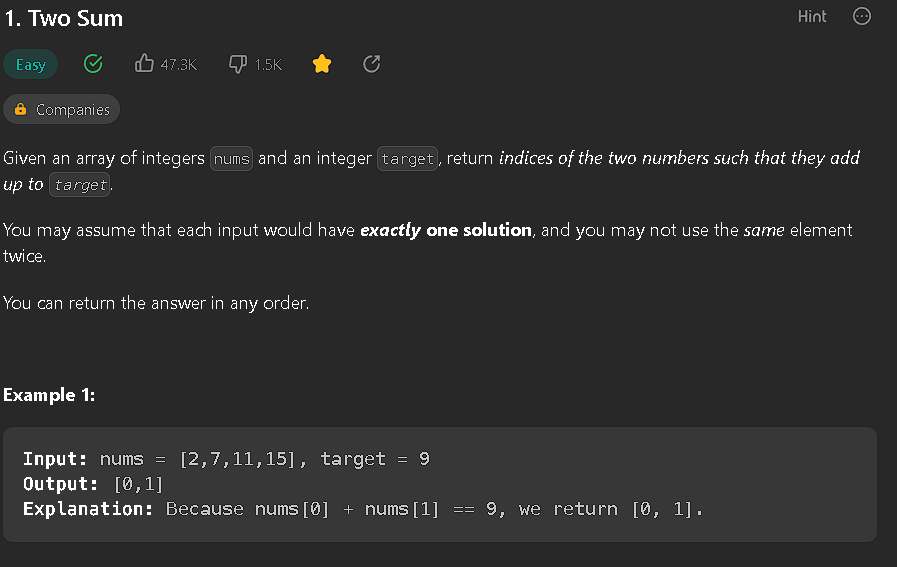 1. Two Sum
Hint
Easy
47.3K
1.5K
Companies
Given an array of integers nums and an integer target, return indices of the two numbers such that they add
up to target.
You may assume that each input would have exactly one solution, and you may not use the same element
twice.
You can return the answer in any order.
Example 1:
Input: nums = [2,7,11,15], target = 9
Output: [0,1]
Explanation: Because nums[0] + nums[1] == 9, we return [0, 1].